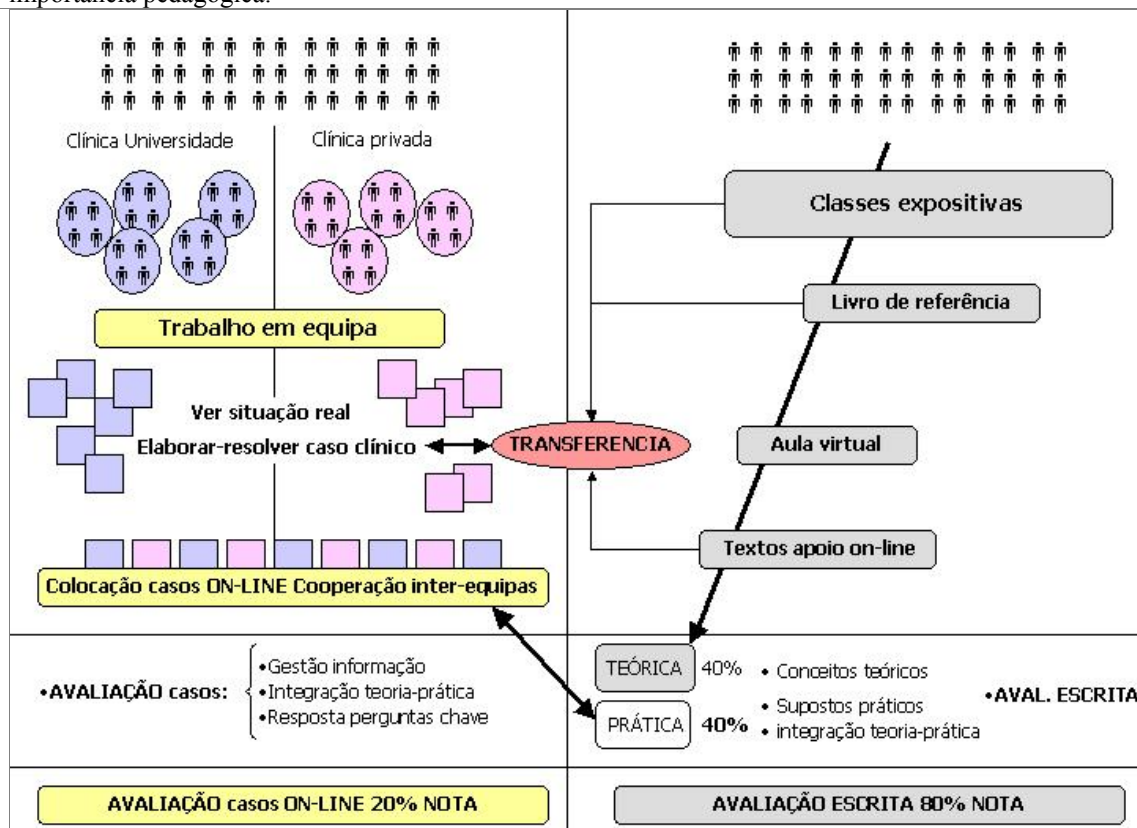 importância pedagógica.
Clínica Universidade
Clínica privada
Trabalho em equipa
Ver situação real
Elaborar-resolver caso clínico
Colocação casos ON-LINE Cooperação inter-equipas
Classes expositivas
Livro de referência
TRANSFERENCIA
Aula virtual
Textos apoio on-line
•AVALIAÇÃO casos:
•Gestão informação
•Integração teoria-prática
•Resposta perguntas chave
TEÓRICA 40%
• Conceitos teóricos
PRÁTICA 40%
• Supostos práticos
• integração teoria-prática
•AVAL. ESCRITA
AVALIAÇÃO casos ON-LINE 20% NOTA
AVALIAÇÃO ESCRITA 80% NOTA